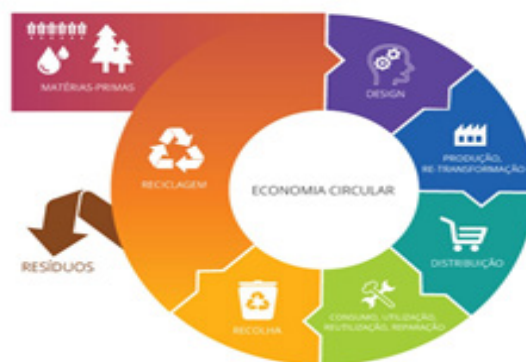 MATÉRIAS-PRIMAS
DESIGN
PRODUÇÃO,
RE-TRANSFORMAÇÃO
DISTRIBUIÇÃO
CONSUMO, UTILIZAÇÃO,
REUTILIZAÇÃO, REPARAÇÃO
RECOLHA
RESÍDUOS
RECICLAGEM
ECONOMIA CIRCULAR